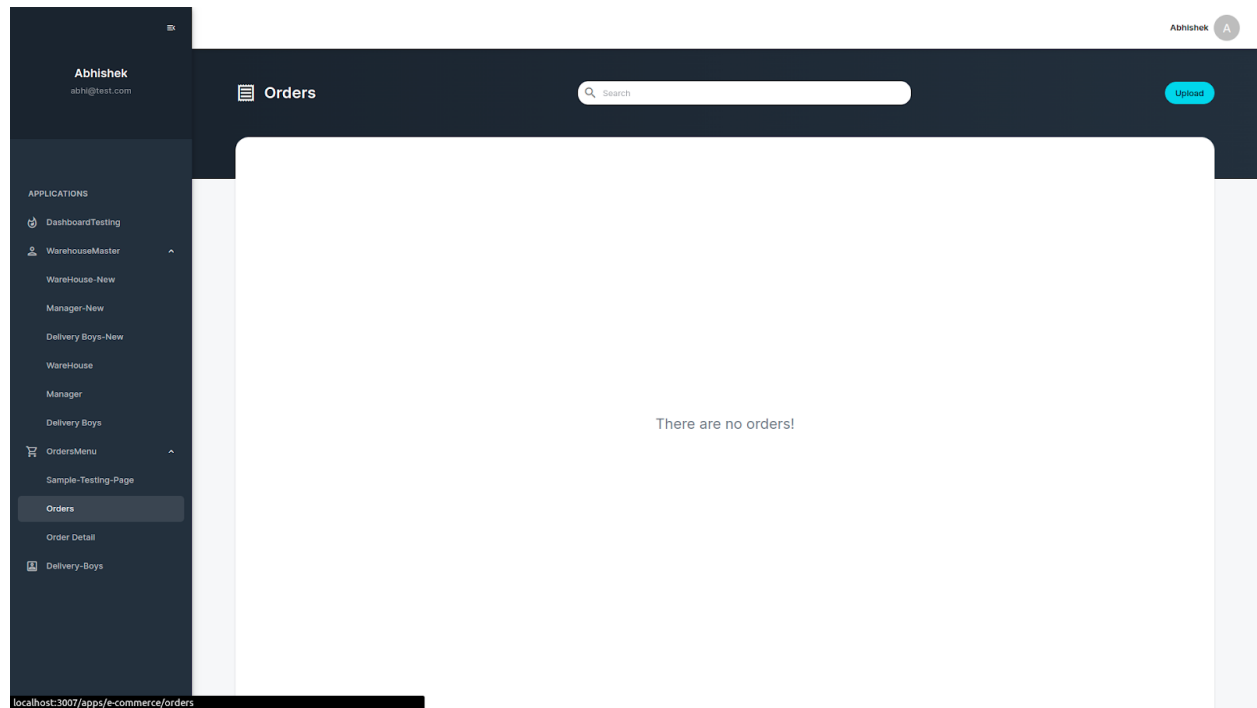 Abhishek
A
Abhishek
abhi@test.com
Orders
Search
Upload
APPLICATIONS
DashboardTesting
WarehouseMaster
WareHouse-New
Manager-New
Delivery Boys-New
WareHouse
Manager
Delivery Boys
OrdersMenu
Sample-Testing-Page
Orders
Order Detail
Delivery-Boys
There are no orders!
localhost:3007/apps/e-commerce/orders